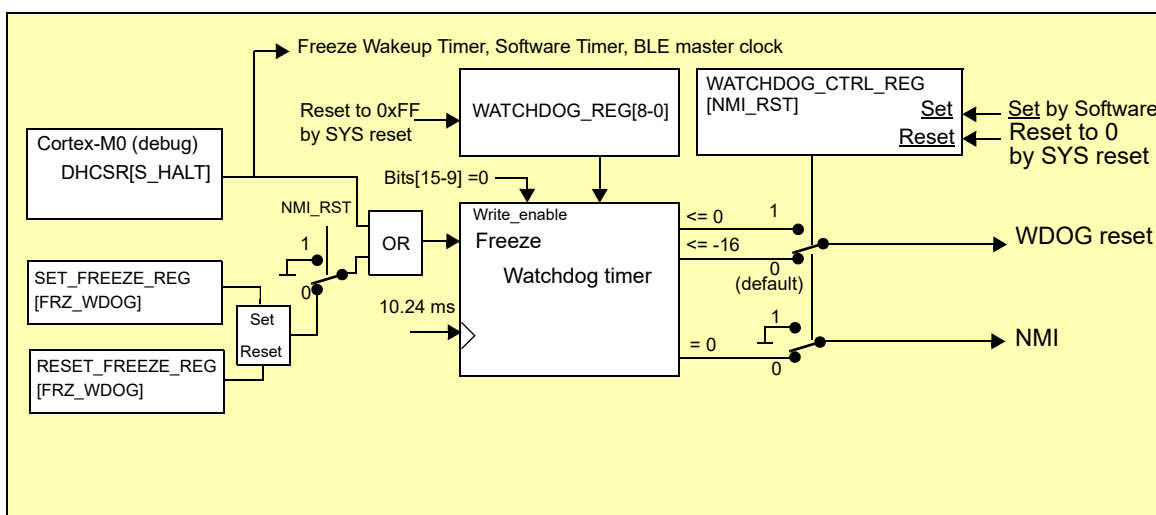 Freeze Wakeup Timer, Software Timer, BLE master clock
WATCHDOG_CTRL_REG
[NMI_RST]
Set
Reset
Set by Software
Reset to 0
by SYS reset
Reset to 0xFF
by SYS reset
WATCHDOG_REG[8-0]
Cortex-M0 (debug)
DHCSR[S_HALT]
Bits[15-9] =0
NMI_RST
1
0
OR
Write_enable
Freeze
Watchdog timer
10.24 ms
<= 0
<= -16
= 0
1
0
(default)
WDOG reset
1
0
NMI
SET_FREEZE_REG
[FRZ_WDOG]
Set
Reset
RESET_FREEZE_REG
[FRZ_WDOG]